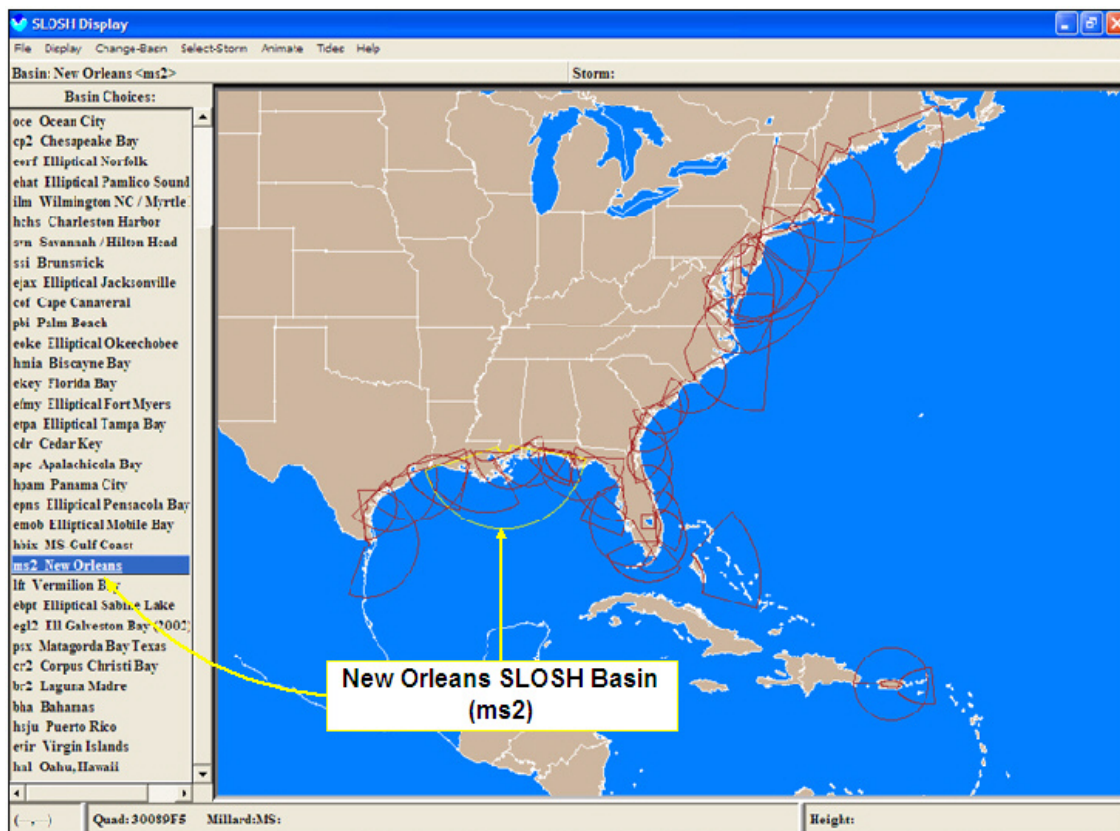 SLOSH Display
File Display Change-Basin Select-Storm Animate Tides Help
Basin: New Orleans <ms2>
Storm:
Basin Choices:
oce Ocean City
cp2 Chesapeake Bay
eorf Elliptical Norfolk
ehat Elliptical Pamlico Sound
ilm Wilmington NC / Myrtle
hchs Charleston Harbor
svn Savannah / Hilton Head
ssi Brunswick
ejax Elliptical Jacksonville
cof Cape Canaveral
pbi Palm Beach
eoke Elliptical Okeechobee
hmia Biscayne Bay
ekey Florida Bay
efmy Elliptical Fort Myers
etpa Elliptical Tampa Bay
cdr Cedar Key
apc Apalachicola Bay
hpam Panama City
epns Elliptical Pensacola Bay
emob Elliptical Mobile Bay
hbix MS Gulf Coast
ms2 New Orleans
lft Vermilion Bay
ebpt Elliptical Sabine Lake
egl2 Ell Galveston Bay (2002)
psx Matagorda Bay Texas
cr2 Corpus Christi Bay
br2 Laguna Madre
bha Bahamas
hsju Puerto Rico
evir Virgin Islands
hnl Oahu, Hawaii
New Orleans SLOSH Basin
(ms2)
(--,--)
Quad: 30089F5 Millard:MS:
Height: